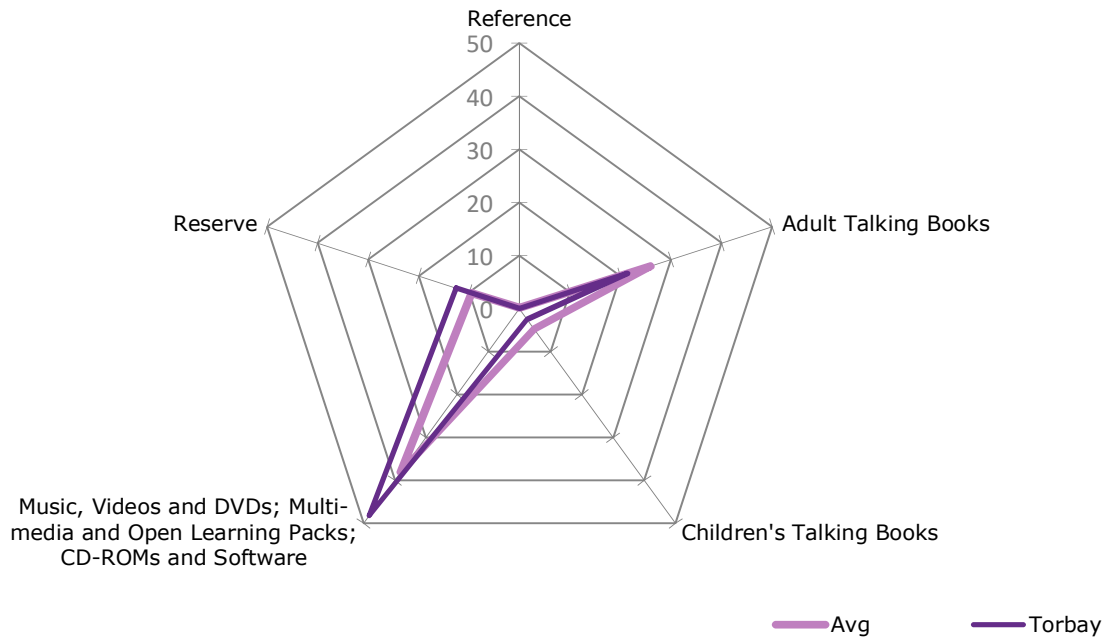 Reference
50
40
30
20
10
0
Reserve
Adult Talking Books
Music, Videos and DVDs; Multi-
media and Open Learning Packs;
CD-ROMs and Software
Children's Talking Books
Avg
Torbay